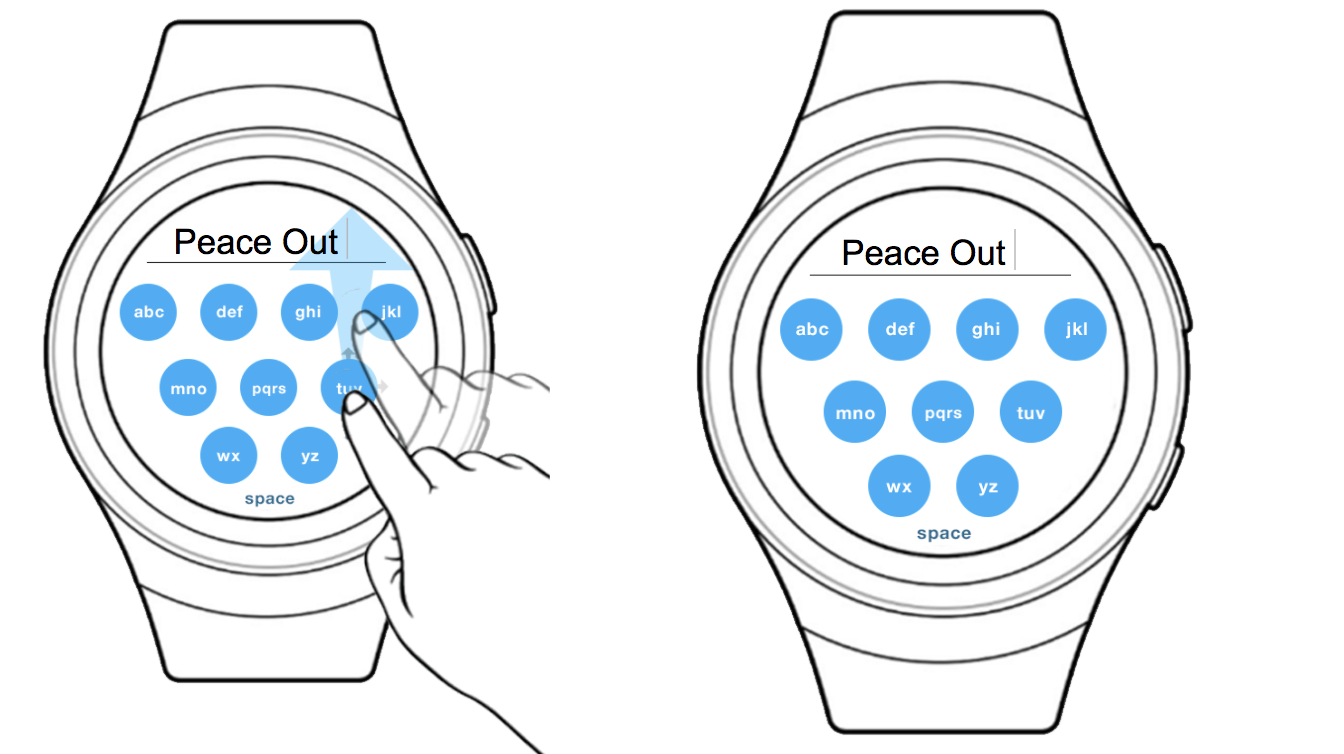 Peace Out
abc def ghi jkl
mno pqrs tuv
wx yz
space
Peace Out
abc def ghi jkl
mno pqrs tuv
wx yz
space